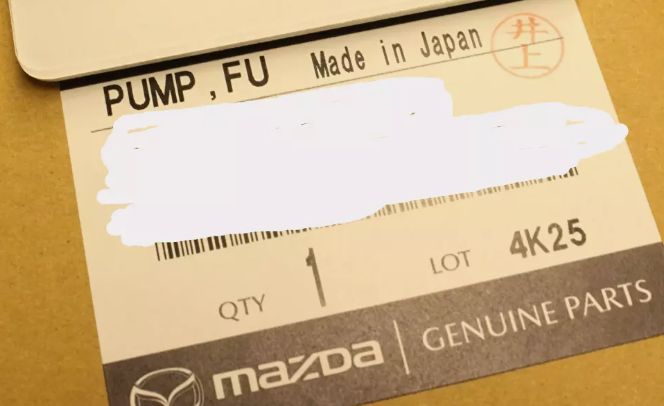 PUMP , FU Made in Japan 井上
QTY 1 LOT 4K25
mazda GENUINE PARTS